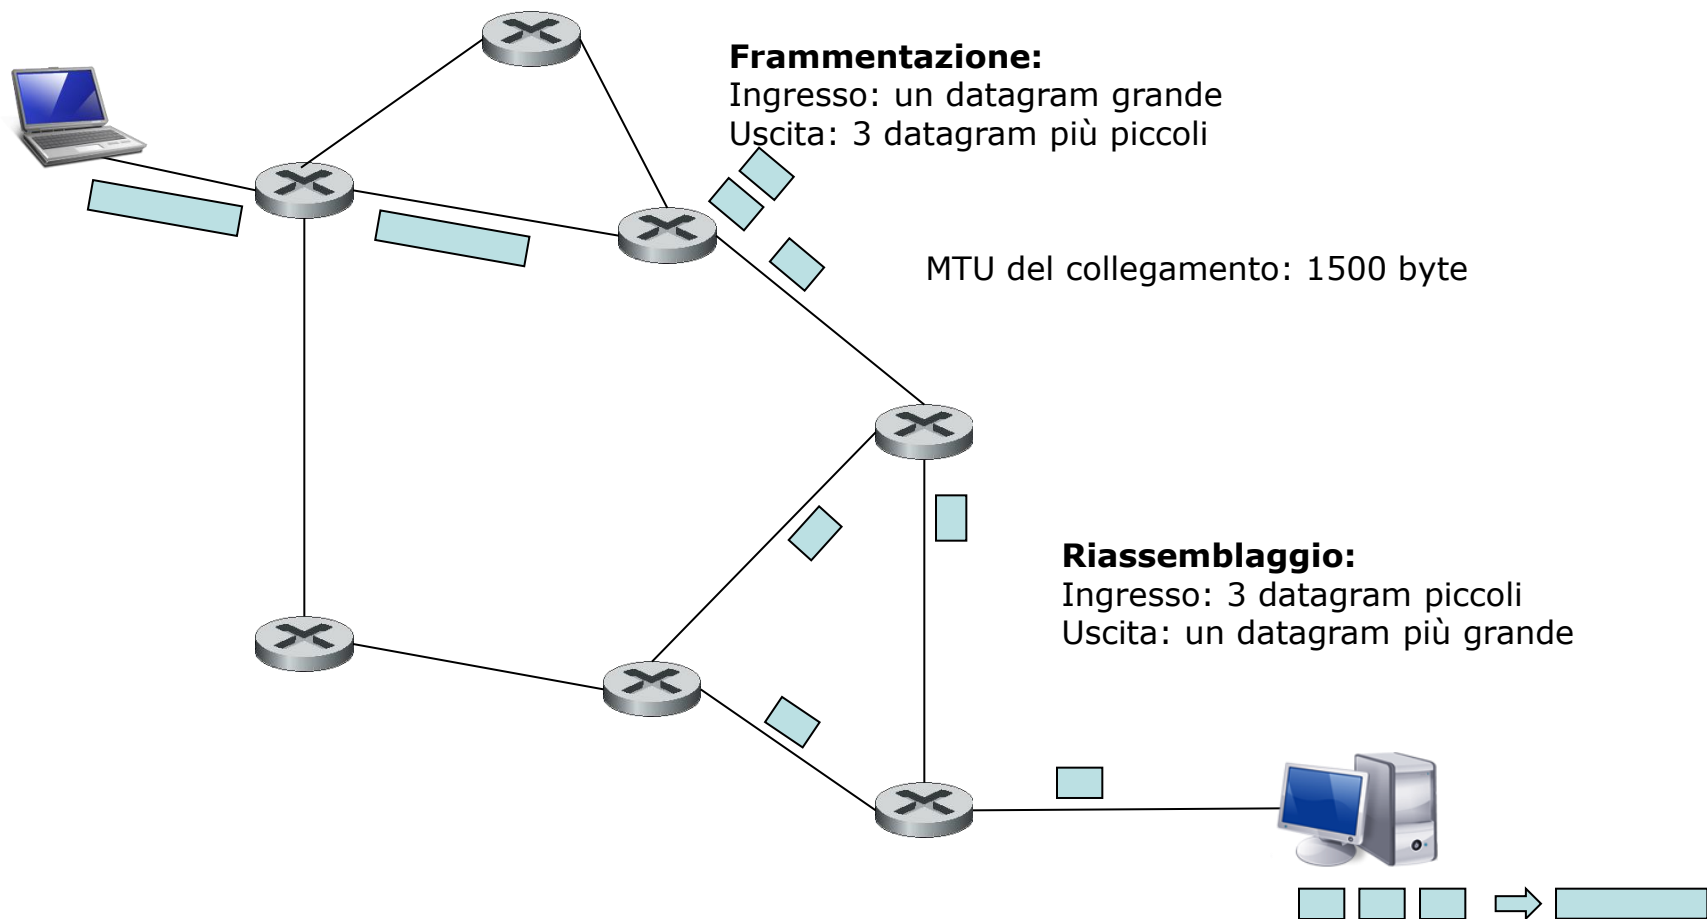 Frammentazione:
Ingresso: un datagram grande
Uscita: 3 datagram più piccoli
MTU del collegamento: 1500 byte
Riassemblaggio:
Ingresso: 3 datagram piccoli
Uscita: un datagram più grande